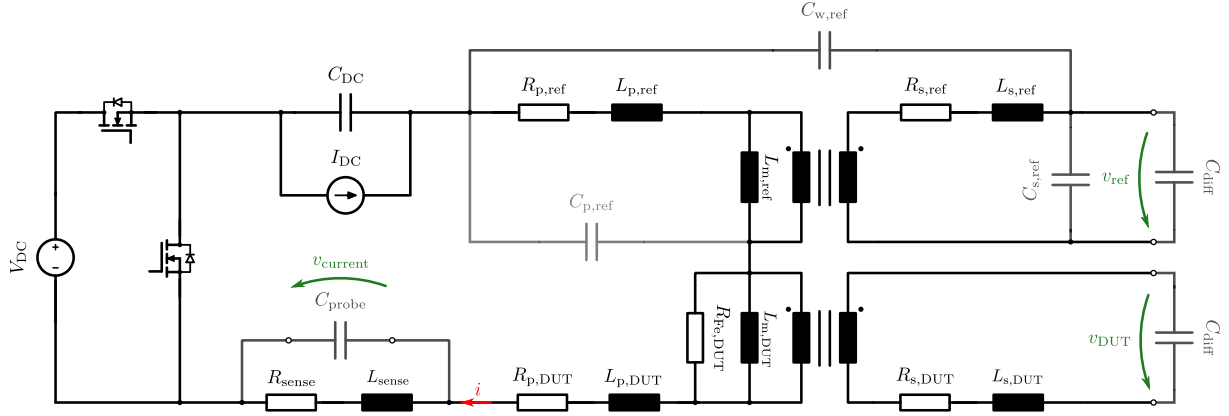 C_w,ref
C_DC
R_p,ref
L_p,ref
R_s,ref
L_s,ref
I_DC
L_m,ref
C_s,ref
v_ref
C_diff
C_p,ref
V_DC
+
−
v_current
C_probe
R_Fe,DUT
L_m,DUT
v_DUT
C_diff
R_sense
L_sense
i
R_p,DUT
L_p,DUT
R_s,DUT
L_s,DUT